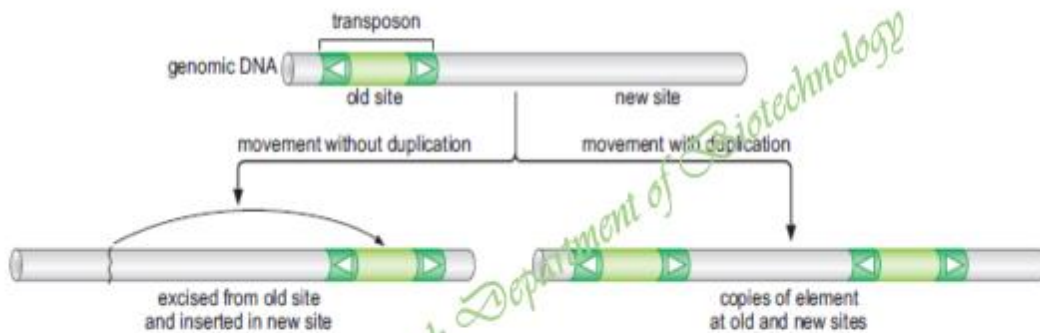 transposon
genomic DNA
old site
new site
movement without duplication
movement with duplication
excised from old site
and inserted in new site
copies of element
at old and new sites
Department of Biotechnology